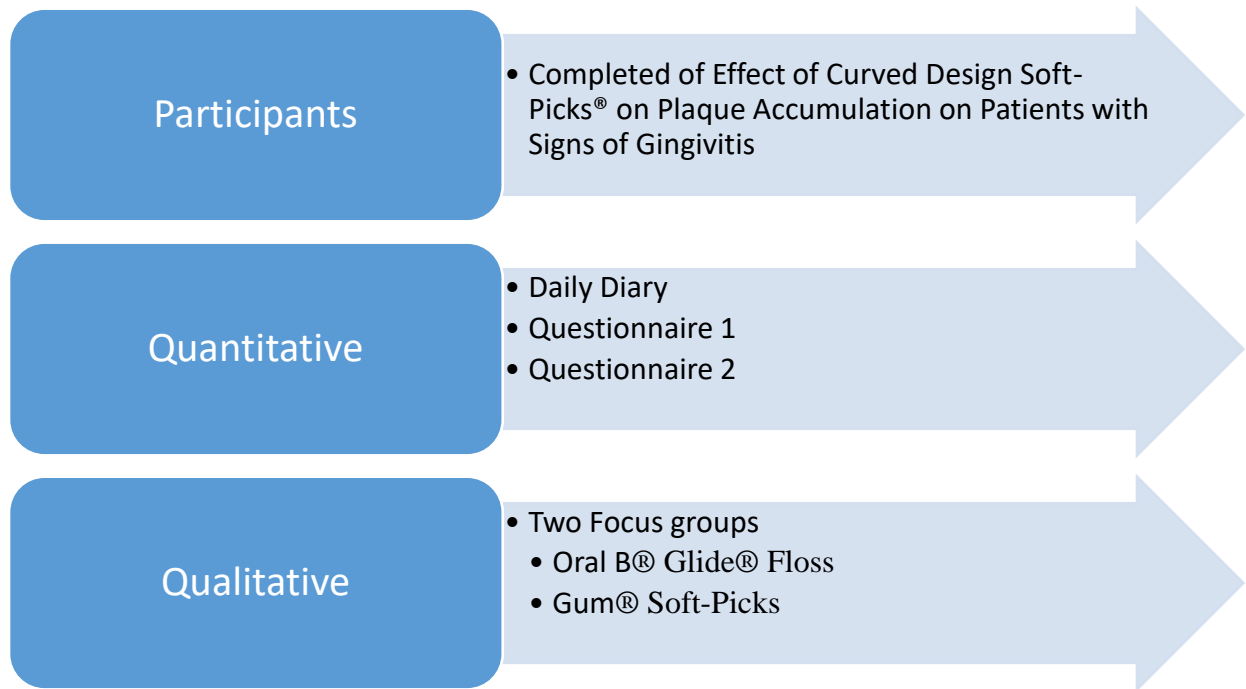 Participants
• Completed of Effect of Curved Design Soft-
Picks® on Plaque Accumulation on Patients with
Signs of Gingivitis
Quantitative
• Daily Diary
• Questionnaire 1
• Questionnaire 2
Qualitative
• Two Focus groups
• Oral B® Glide® Floss
• Gum® Soft-Picks